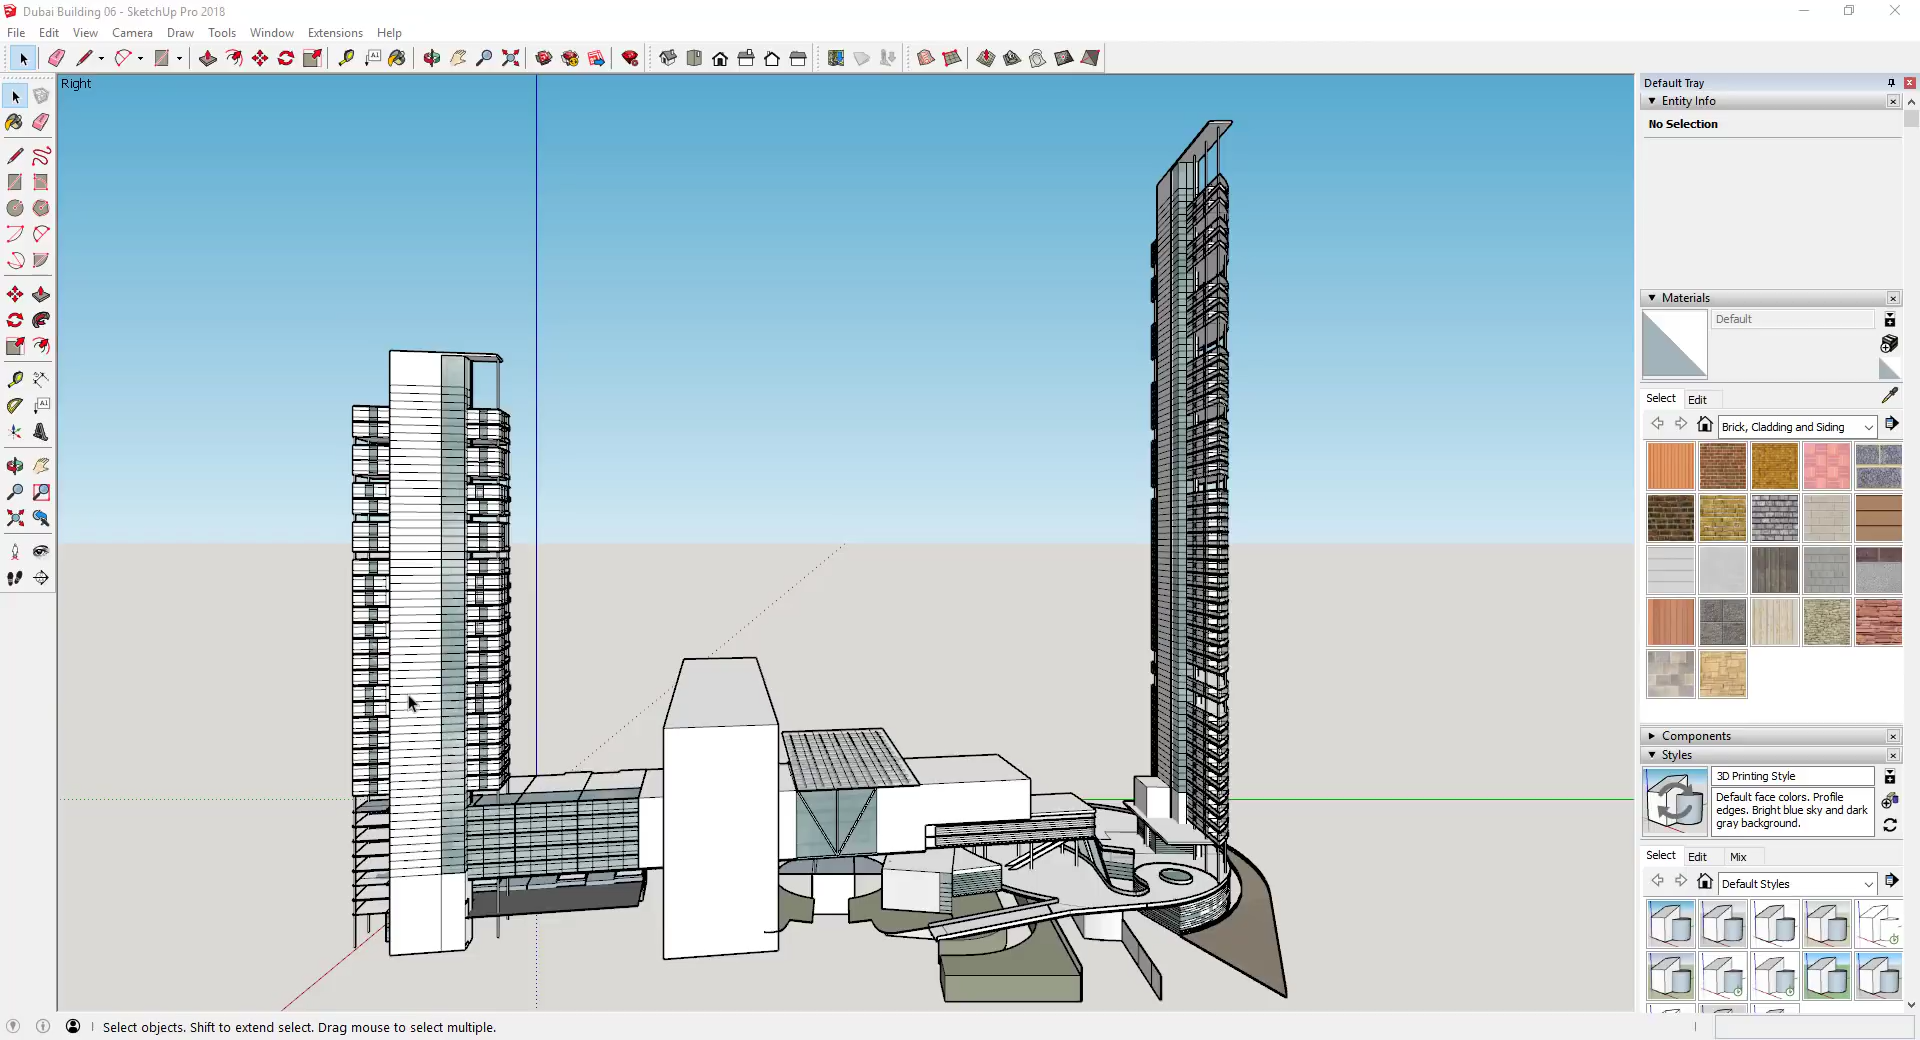 Dubai Building 06 - SketchUp Pro 2018
File Edit View Camera Draw Tools Window Extensions Help
Right
Default Tray
Entity Info
No Selection
Materials
Default
Select Edit
Brick, Cladding and Siding
Components
Styles
3D Printing Style
Default face colors. Profile
edges. Bright blue sky and dark
gray background.
Select Edit Mix
Default Styles
Select objects. Shift to extend select. Drag mouse to select multiple.